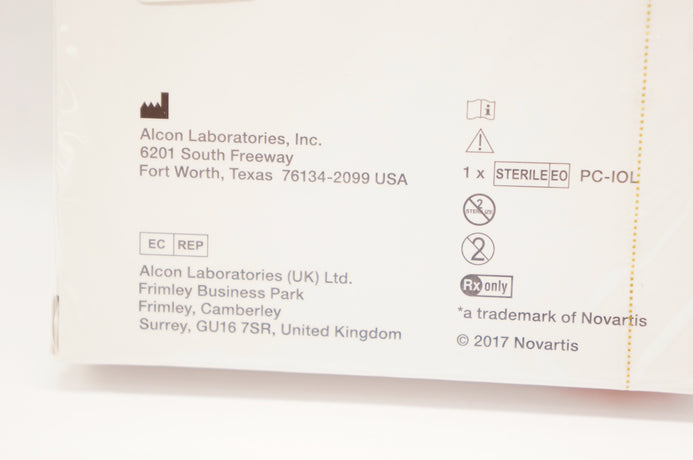 Alcon Laboratories, Inc.
6201 South Freeway
Fort Worth, Texas 76134-2099 USA
EC REP
Alcon Laboratories (UK) Ltd.
Frimley Business Park
Frimley, Camberley
Surrey, GU16 7SR, United Kingdom
i
!
1 x STERILE EO PC-IOL
2
STERILIZE
2
Rx only
*a trademark of Novartis
© 2017 Novartis